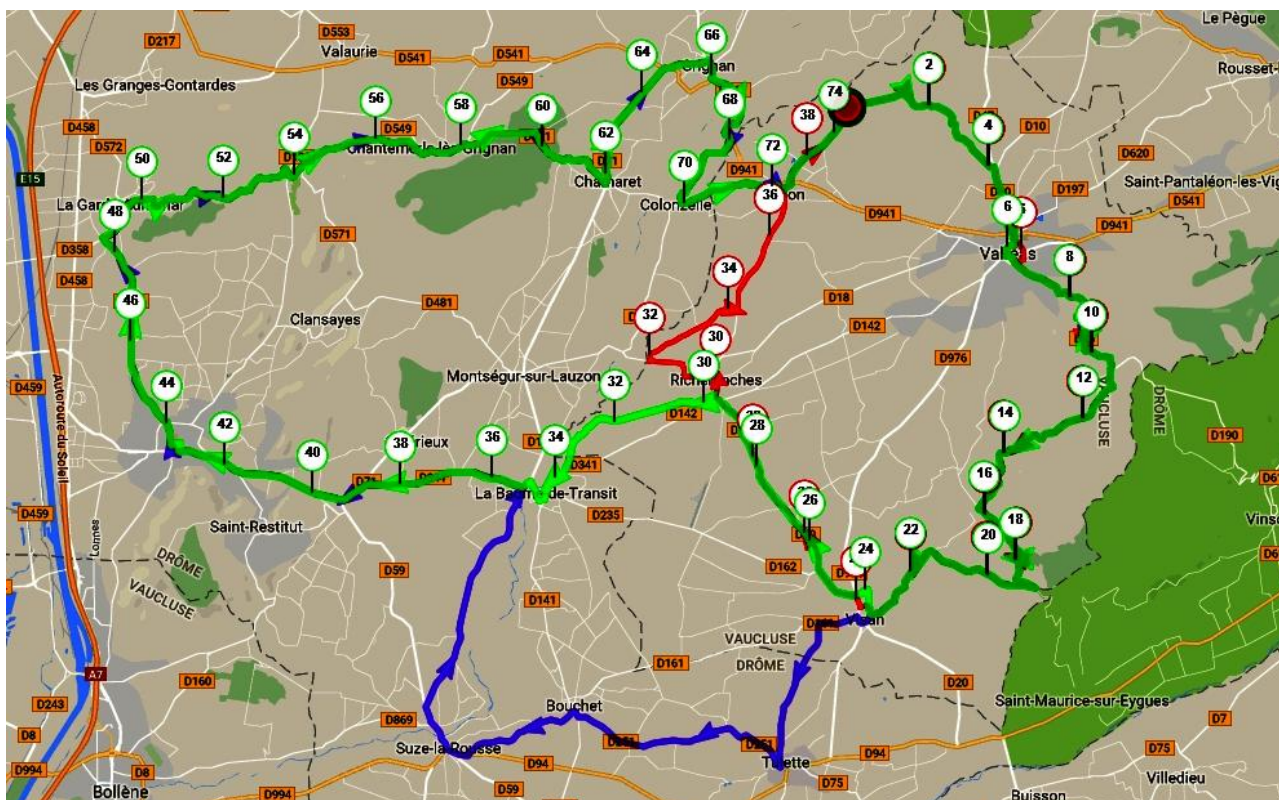 Le Pègue
D553
D217
Valaurie
66
64
D541
D541
Rousset-
Les Granges-Gontardes
D549
2
56
58
60
68
74
38
D458
D549
4
D10
D572
54
62
D620
50
52
D941
72
70
E15
D197
Saint-Pantaléon-les-Vig
D541
36
6
48
Colonzelle
D941
D941
D358
D571
34
8
D458
46
32
D481
D18
10
Clansayes
30
D142
44
30
D976
12
Montségur-sur-Lauzon
32
D459
Autoroute du Soleil
D142
14
DRÔME
VAUCLUSE
42
38
36
34
28
D190
40
D341
16
La Baume-de-Transit
26
D459
Saint-Restitut
D235
22
20
18
24
DRÔME
D59
D162
VAUCLUSE
D141
VAUCLUSE
DRÔME
A7
D160
D161
D20
D243
Bouchet
Saint-Maurice-sur-Eygues
D869
D7
D8
Suze-la-Rousse
D94
D94
D75
D994
D8
D75
Villedieu
D59
Bollène
D994
Buisson